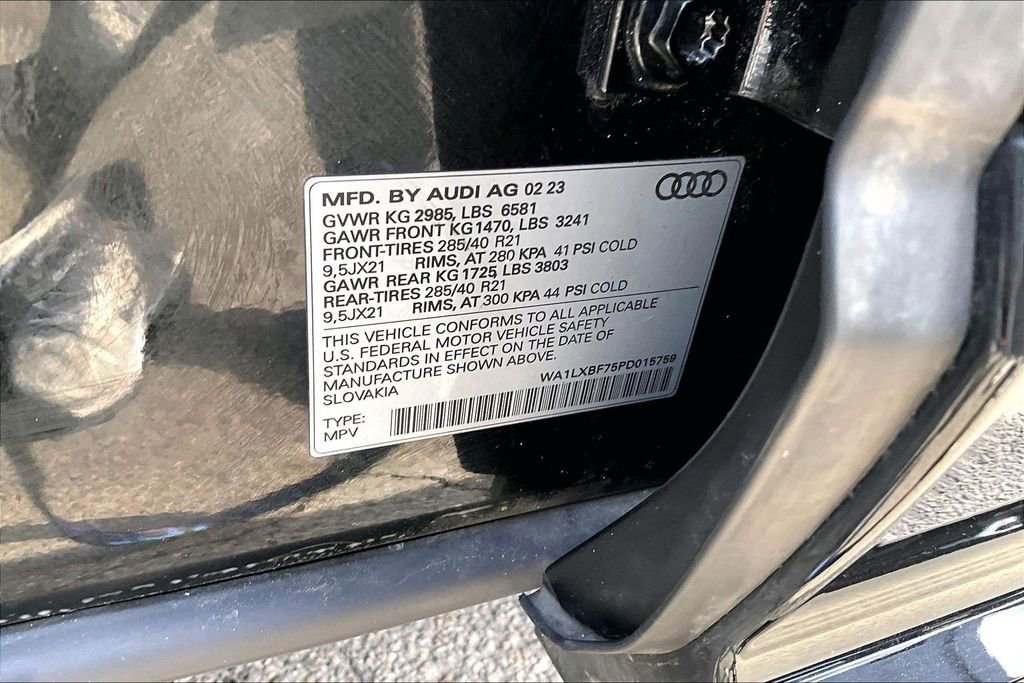 MFD. BY AUDI AG 02 23
GVWR KG 2985, LBS 6581
GAWR FRONT KG1470, LBS 3241
FRONT-TIRES 285/40 R21
9,5JX21 RIMS, AT 280 KPA 41 PSI COLD
GAWR REAR KG 1725, LBS 3803
REAR-TIRES 285/40 R21
9,5JX21 RIMS, AT 300 KPA 44 PSI COLD
THIS VEHICLE CONFORMS TO ALL APPLICABLE
U.S. FEDERAL MOTOR VEHICLE SAFETY
STANDARDS IN EFFECT ON THE DATE OF
MANUFACTURE SHOWN ABOVE.
SLOVAKIA
WA1LXBF75PD015759
TYPE:
MPV